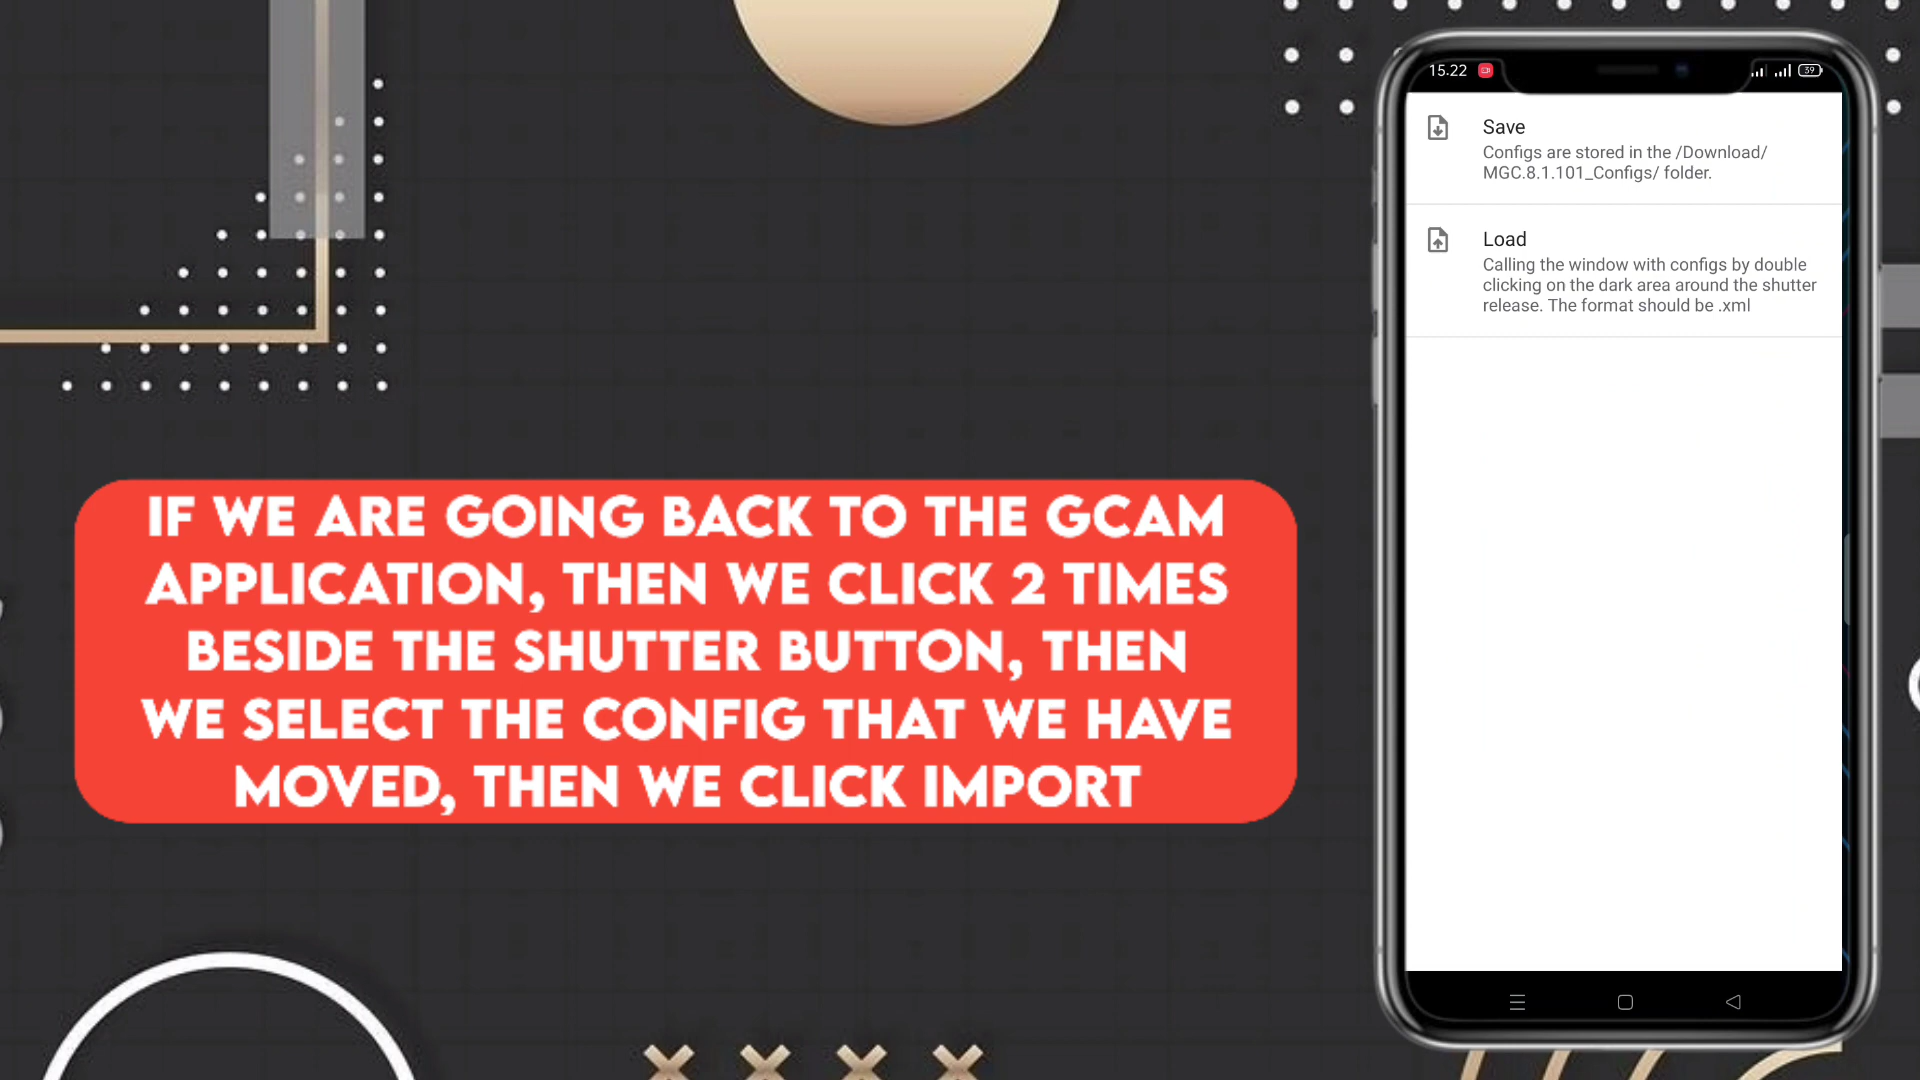 IF WE ARE GOING BACK TO THE GCAM
APPLICATION, THEN WE CLICK 2 TIMES
BESIDE THE SHUTTER BUTTON, THEN
WE SELECT THE CONFIG THAT WE HAVE
MOVED, THEN WE CLICK IMPORT
15.22
39
Save
Configs are stored in the /Download/
MGC.8.1.101_Configs/ folder.
Load
Calling the window with configs by double
clicking on the dark area around the shutter
release. The format should be .xml